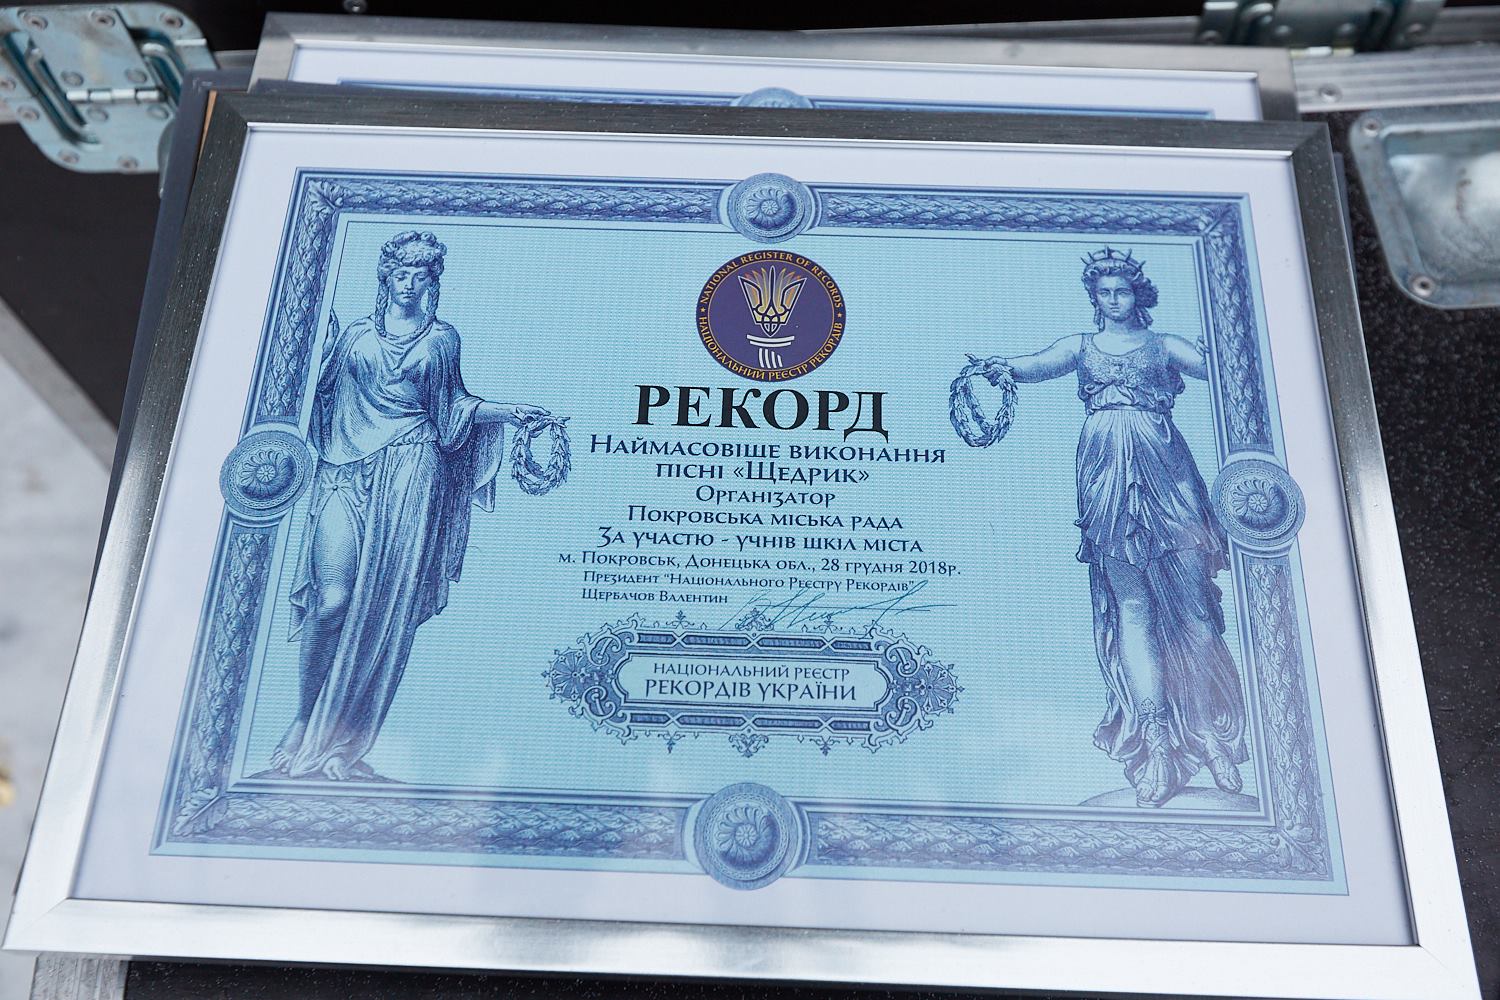 NATIONAL REGISTER OF RECORDS
НАЦІОНАЛЬНИЙ РЕЄСТР РЕКОРДІВ
РЕКОРД
Наймасовіше виконання
пісні «Щедрик»
Організатор
Покровська міська рада
За участю - учнів шкіл міста
м. Покровськ, Донецька обл., 28 грудня 2018р.
Президент "Національного Реєстру Рекордів"
Щербачов Валентин
НАЦІОНАЛЬНИЙ РЕЄСТР
РЕКОРДІВ УКРАЇНИ